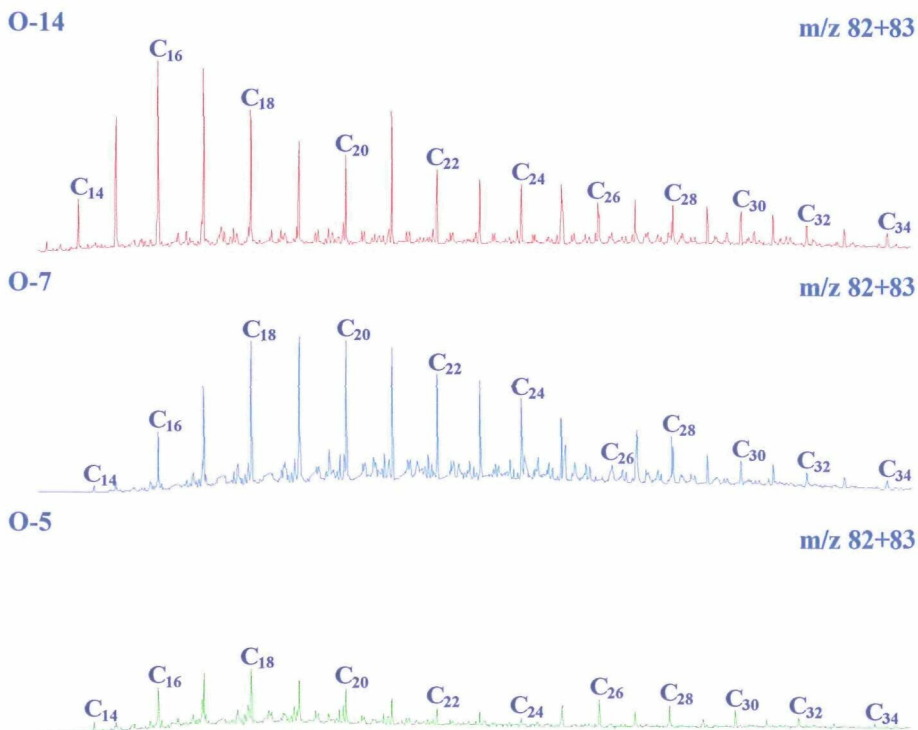 O-14 m/z 82+83
C₁₄ C₁₆ C₁₈ C₂₀ C₂₂ C₂₄ C₂₆ C₂₈ C₃₀ C₃₂ C₃₄
O-7 m/z 82+83
C₁₄ C₁₆ C₁₈ C₂₀ C₂₂ C₂₄ C₂₆ C₂₈ C₃₀ C₃₂ C₃₄
O-5 m/z 82+83
C₁₄ C₁₆ C₁₈ C₂₀ C₂₂ C₂₄ C₂₆ C₂₈ C₃₀ C₃₂ C₃₄